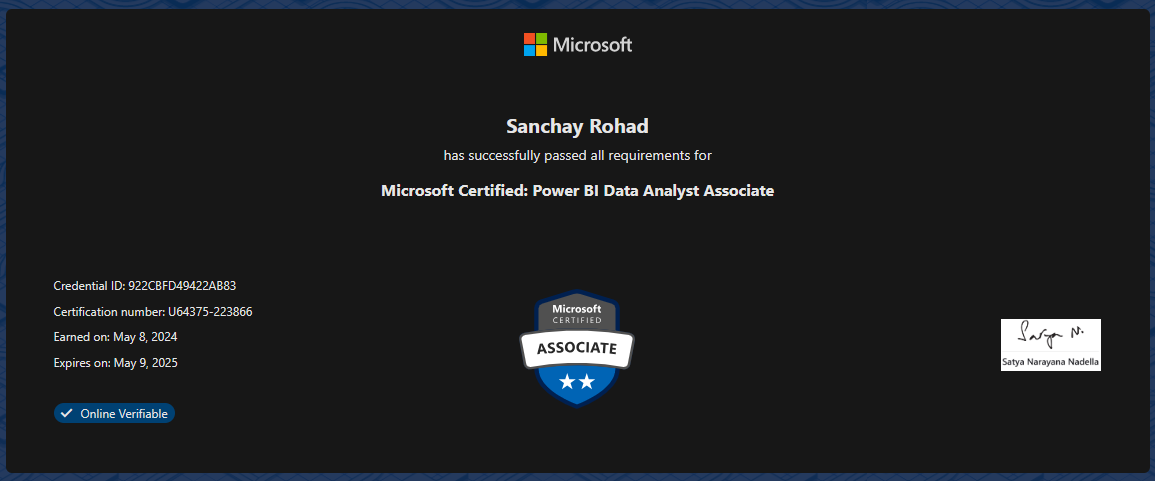 Microsoft
Sanchay Rohad
has successfully passed all requirements for
Microsoft Certified: Power BI Data Analyst Associate
Credential ID: 922CBFD49422AB83
Certification number: U64375-223866
Earned on: May 8, 2024
Expires on: May 9, 2025
Online Verifiable
Microsoft
CERTIFIED
ASSOCIATE
Satya N.
Satya Narayana Nadella